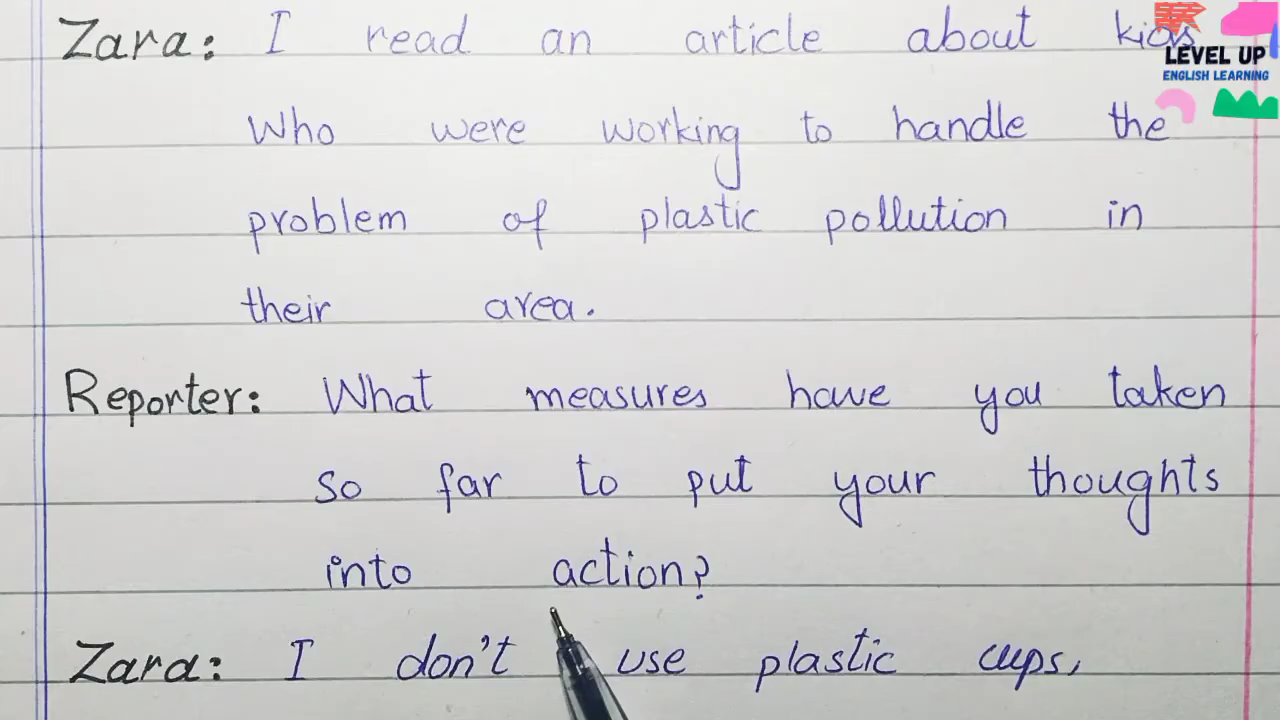 Zara: I read an article about kids
LEVEL UP
ENGLISH LEARNING
Who were working to handle the
problem of plastic pollution in
their area.
Reporter: What measures have you taken
so far to put your thoughts
into action?
Zara: I don't use plastic cups,